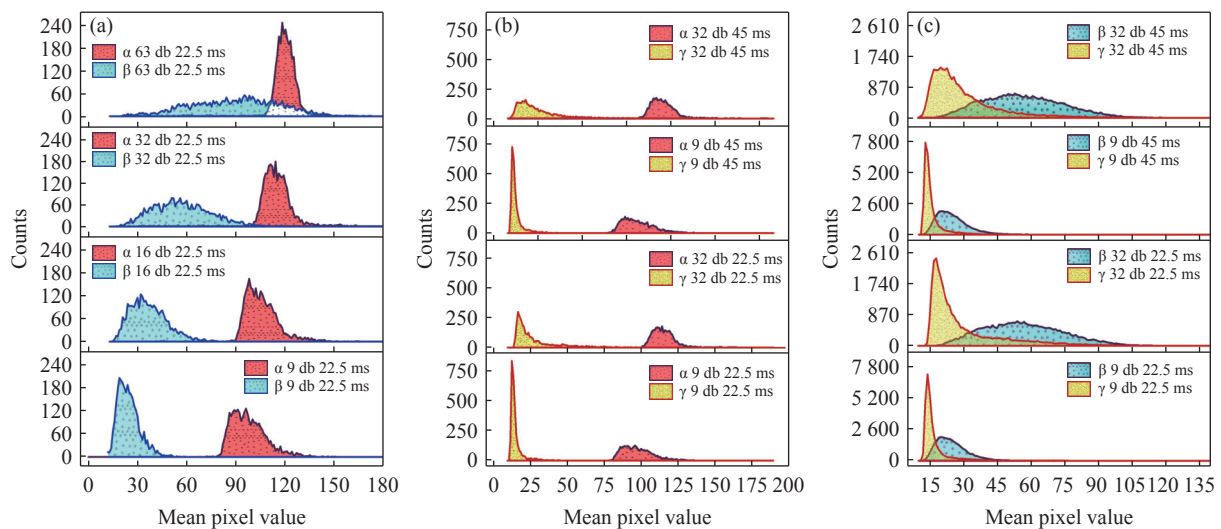 (a)
240
180
120
60
0
α 63 db 22.5 ms
β 63 db 22.5 ms
240
180
120
60
0
α 32 db 22.5 ms
β 32 db 22.5 ms
240
180
120
60
0
α 16 db 22.5 ms
β 16 db 22.5 ms
240
180
120
60
0
α 9 db 22.5 ms
β 9 db 22.5 ms
0 30 60 90 120 150 180
Counts
Mean pixel value
(b)
750
500
250
0
α 32 db 45 ms
γ 32 db 45 ms
750
500
250
0
α 9 db 45 ms
γ 9 db 45 ms
750
500
250
0
α 32 db 22.5 ms
γ 32 db 22.5 ms
750
500
250
0
α 9 db 22.5 ms
γ 9 db 22.5 ms
0 25 50 75 100 125 150 175 200
Counts
Mean pixel value
(c)
2 610
1 740
870
0
β 32 db 45 ms
γ 32 db 45 ms
7 800
5 200
2 600
0
β 9 db 45 ms
γ 9 db 45 ms
2 610
1 740
870
0
β 32 db 22.5 ms
γ 32 db 22.5 ms
7 800
5 200
2 600
0
β 9 db 22.5 ms
γ 9 db 22.5 ms
15 30 45 60 75 90 105 120 135
Counts
Mean pixel value